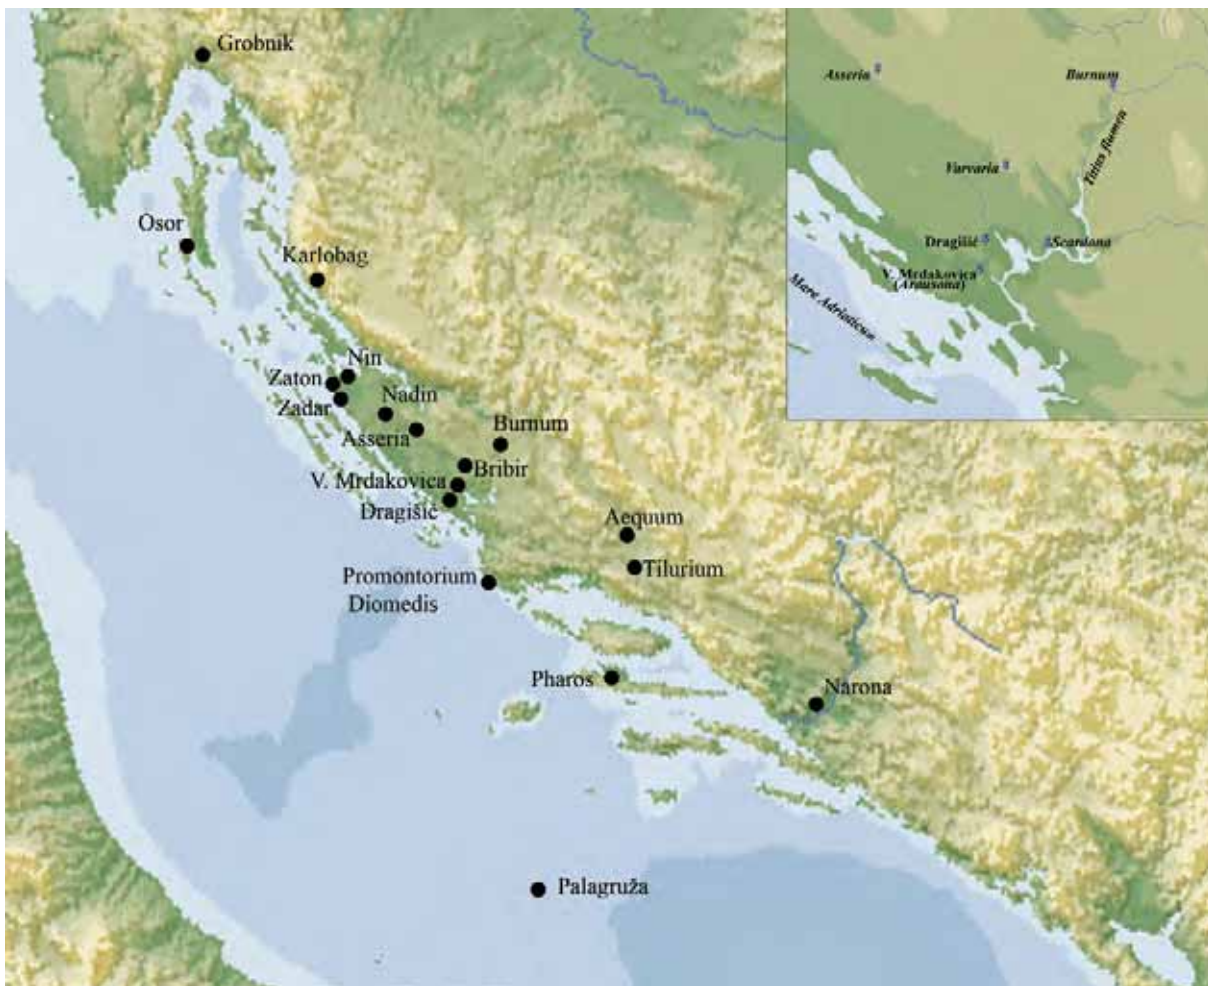 Grobnik
Osor
Karlobag
Nin
Zaton
Zadar
Nadin
Asseria
Burnum
Bribir
V. Mrdakovica
Dragišić
Aequum
Tilurium
Promontorium
Diomedis
Pharos
Narona
Palagruža
Asseria
Burnum
Titius flumen
Varvaria
Dragišić
Scardona
V. Mrdakovica
(Arausona)
Mare Adriaticum